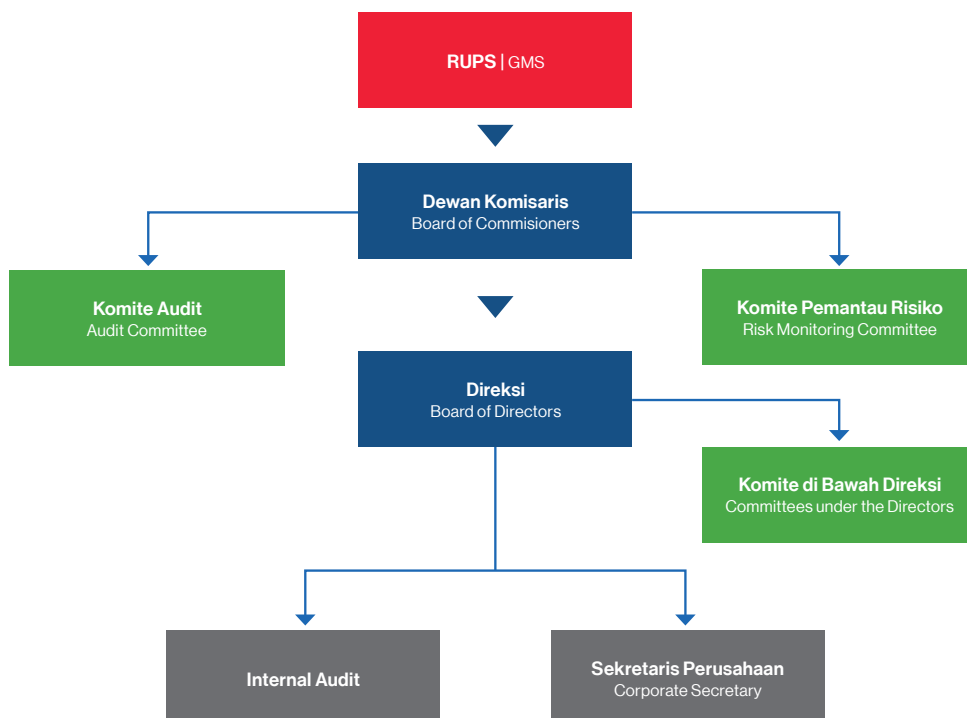 RUPS | GMS
Dewan Komisaris
Board of Commisioners
Komite Audit
Audit Committee
Komite Pemantau Risiko
Risk Monitoring Committee
Direksi
Board of Directors
Komite di Bawah Direksi
Committees under the Directors
Internal Audit
Sekretaris Perusahaan
Corporate Secretary